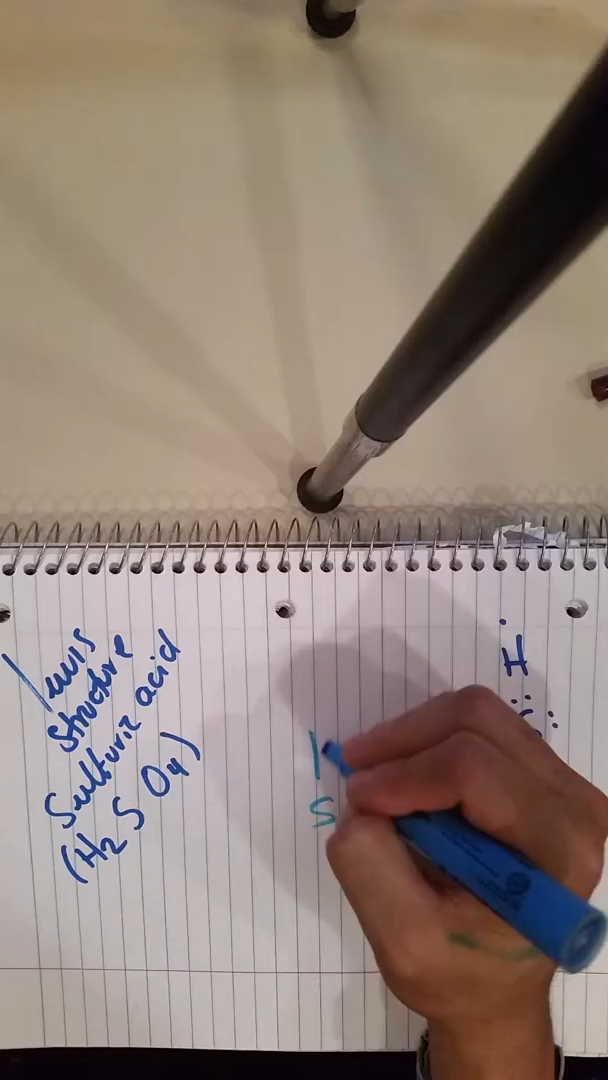 Lewis
Structure
Sulfuric acid
(H2SO4)
H
S